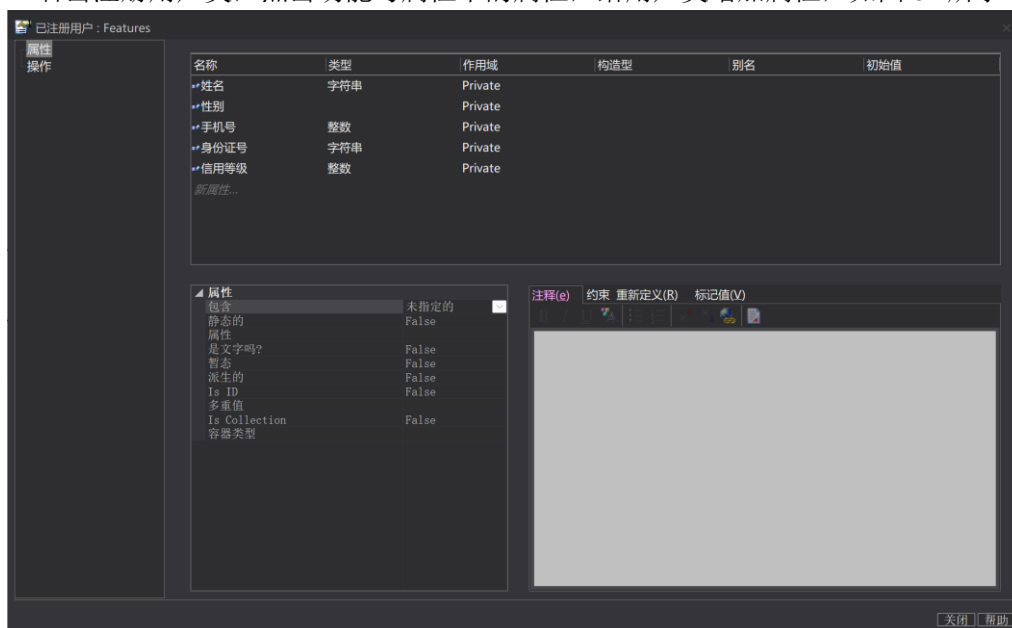 已注册用户 : Features
属性
操作
名称 类型 作用域 构造型 别名 初始值
姓名 字符串 Private
性别 Private
手机号 整数 Private
身份证号 字符串 Private
信用等级 整数 Private
新属性...
属性
包含 未指定的
静态的 False
属性
是文字吗? False
暂态 False
派生的 False
Is ID False
多重值
Is Collection False
容器类型
注释(e) 约束 重新定义(R) 标记值(V)
B I U
关闭 帮助